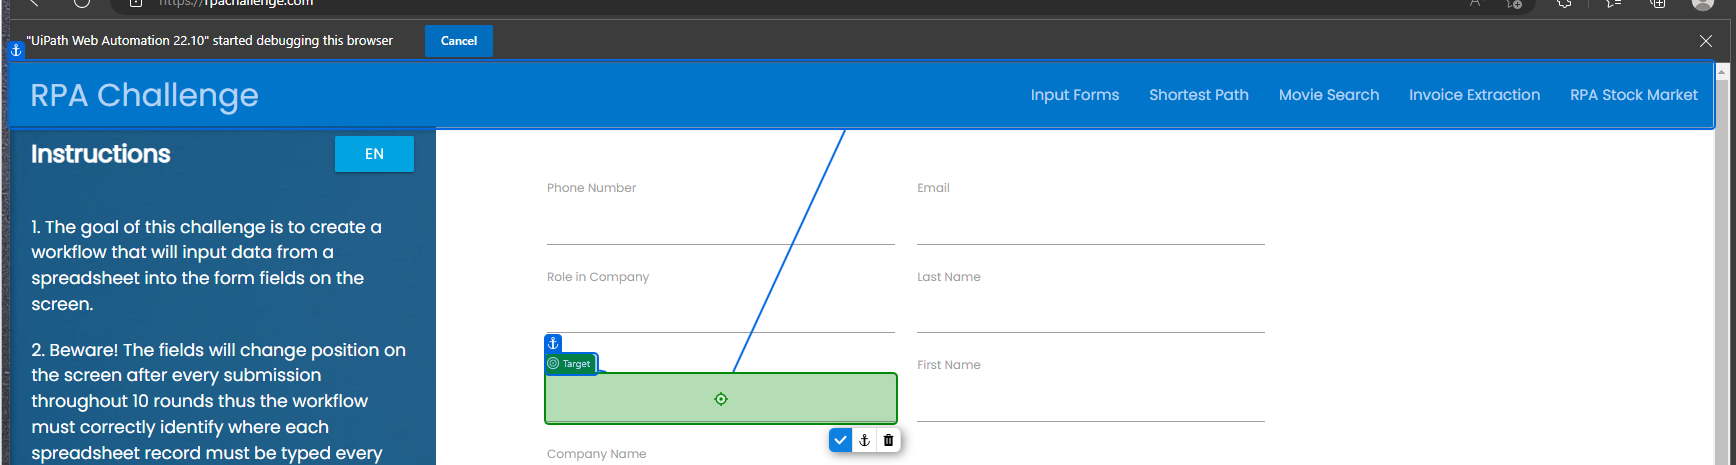 https://rpachallenge.com
"UiPath Web Automation 22.10" started debugging this browser
Cancel
RPA Challenge
Input Forms
Shortest Path
Movie Search
Invoice Extraction
RPA Stock Market
Instructions
EN
1. The goal of this challenge is to create a
workflow that will input data from a
spreadsheet into the form fields on the
screen.
2. Beware! The fields will change position on
the screen after every submission
throughout 10 rounds thus the workflow
must correctly identify where each
spreadsheet record must be typed every
Phone Number
Email
Role in Company
Last Name
Target
First Name
Company Name